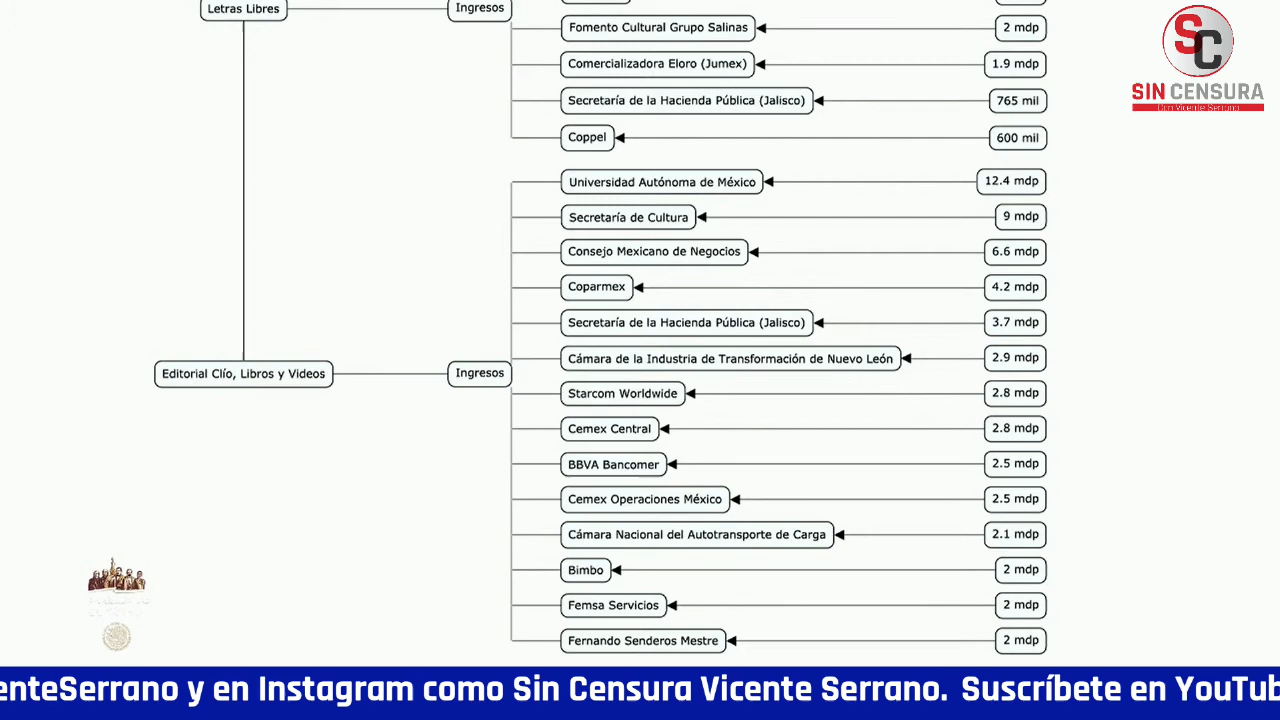 Letras Libres
Ingresos
Fomento Cultural Grupo Salinas
2 mdp
Comercializadora Eloro (Jumex)
1.9 mdp
Secretaría de la Hacienda Pública (Jalisco)
765 mil
Coppel
600 mil
SC
SIN CENSURA
Con Vicente Serrano
Universidad Autónoma de México
12.4 mdp
Secretaría de Cultura
9 mdp
Consejo Mexicano de Negocios
6.6 mdp
Coparmex
4.2 mdp
Secretaría de la Hacienda Pública (Jalisco)
3.7 mdp
Cámara de la Industria de Transformación de Nuevo León
2.9 mdp
Editorial Clío, Libros y Videos
Ingresos
Starcom Worldwide
2.8 mdp
Cemex Central
2.8 mdp
BBVA Bancomer
2.5 mdp
Cemex Operaciones México
2.5 mdp
Cámara Nacional del Autotransporte de Carga
2.1 mdp
Bimbo
2 mdp
Femsa Servicios
2 mdp
Fernando Senderos Mestre
2 mdp
enteSerrano y en Instagram como Sin Censura Vicente Serrano. Suscríbete en YouTub